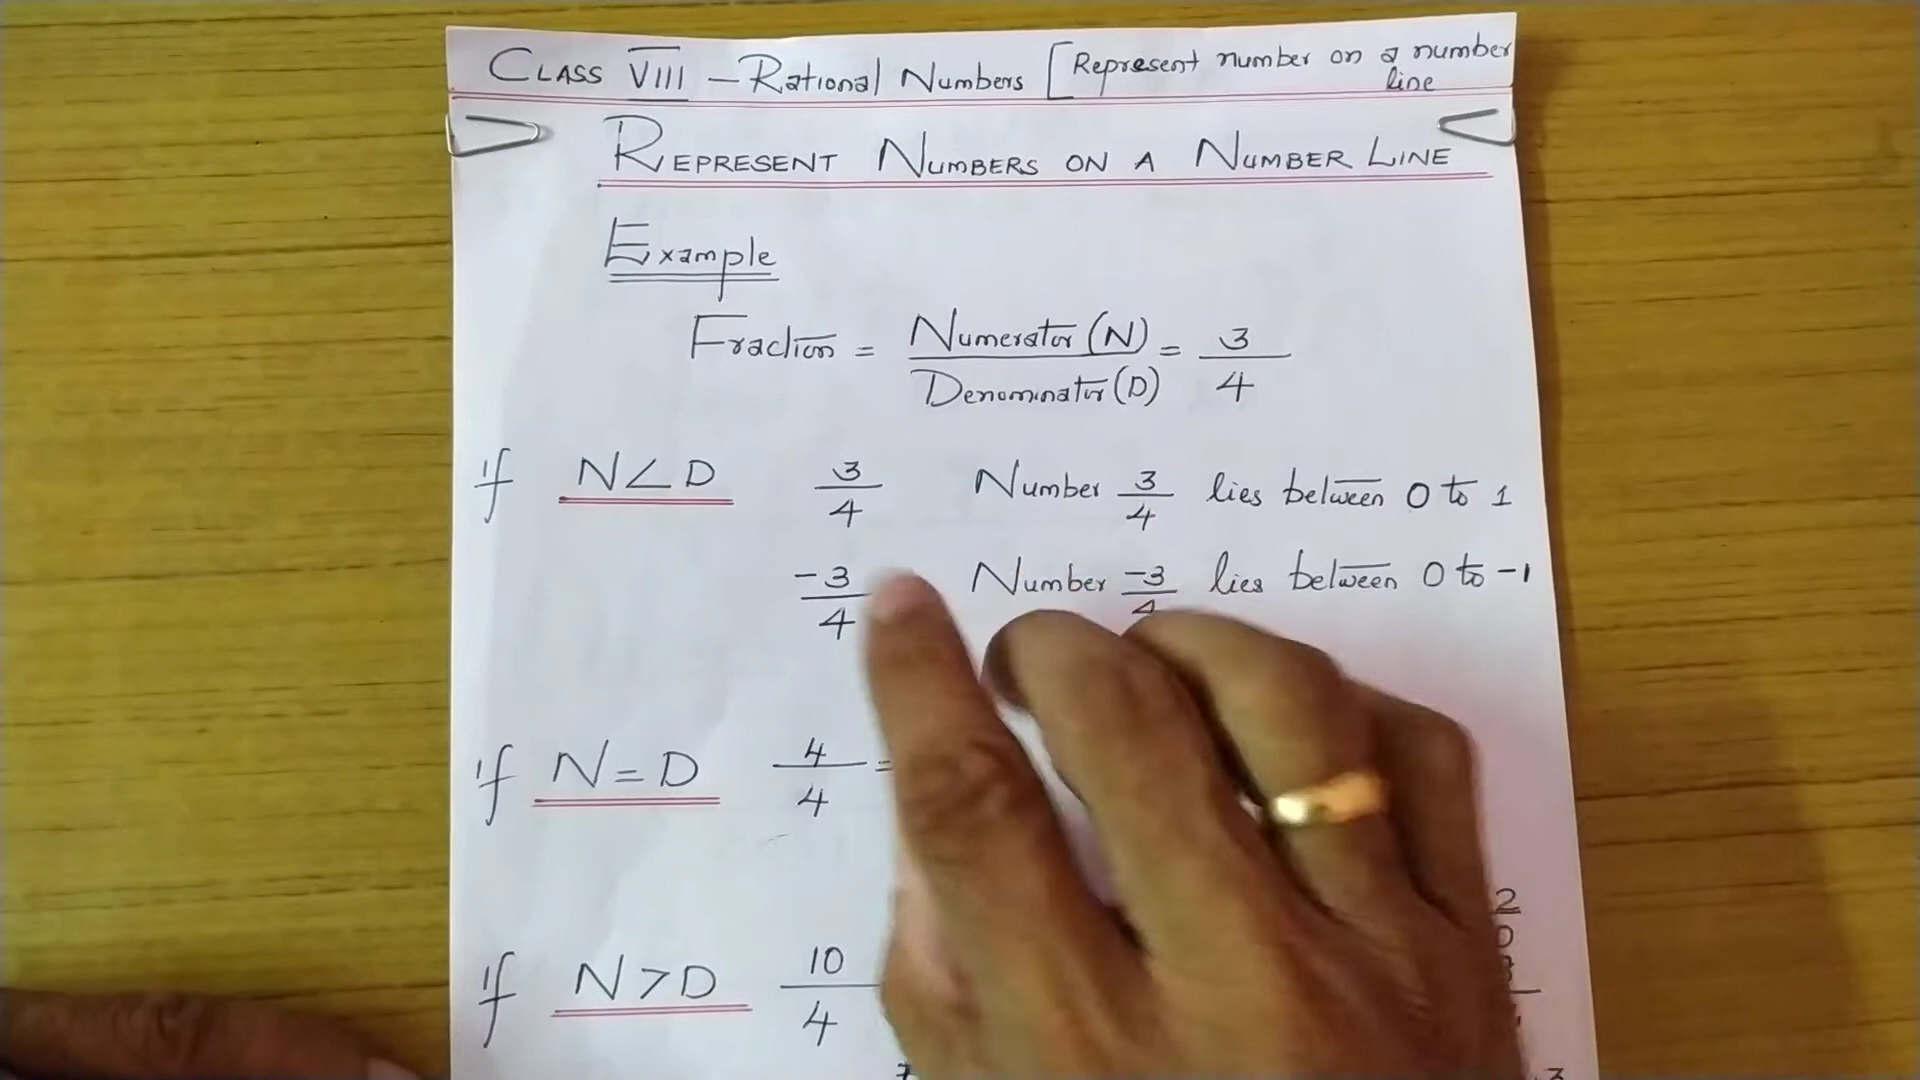 CLASS VIII - Rational Numbers [Represent number on a number line
REPRESENT NUMBERS ON A NUMBER LINE
Example
Fraction = Numerator (N) / Denominator (D) = 3/4
if N<D 3/4 Number 3/4 lies between 0 to 1
-3/4 Number -3/4 lies between 0 to -1
if N=D 4/4 =
if N>D 10/4
2